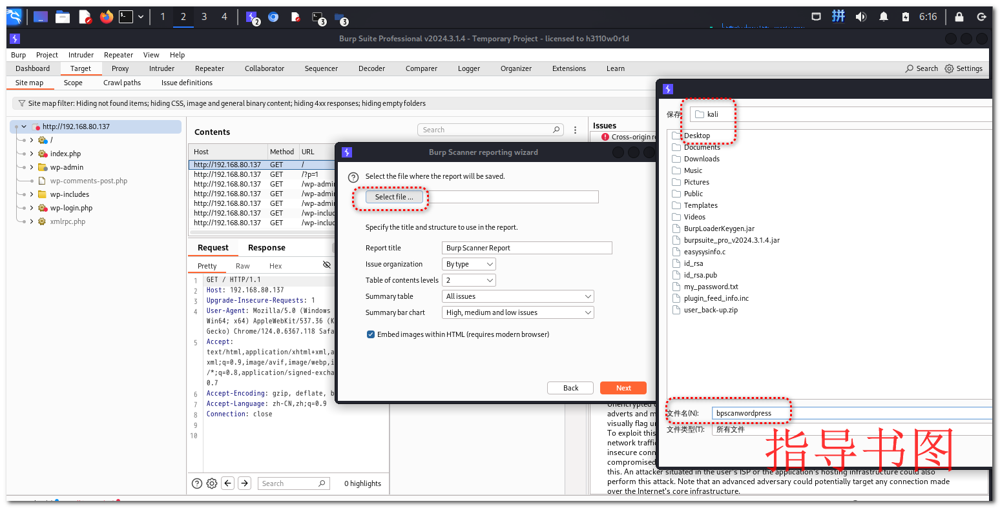 1 2 3 4 2 3 3 拼 6:16
Burp Suite Professional v2024.3.1.4 - Temporary Project - licensed to h3110w0r1d
Burp Project Intruder Repeater View Help
Dashboard Target Proxy Intruder Repeater Collaborator Sequencer Decoder Comparer Logger Organizer Extensions Learn Search Settings
Site map Scope Crawl paths Issue definitions
Site map filter: Hiding not found items; hiding CSS, image and general binary content; hiding 4xx responses; hiding empty folders
http://192.168.80.137
/
index.php
wp-admin
wp-comments-post.php
wp-includes
wp-login.php
xmlrpc.php
Contents
Search
Host Method URL
http://192.168.80.137 GET /
http://192.168.80.137 GET /?p=1
http://192.168.80.137 GET /wp-admi
http://192.168.80.137 GET /wp-admi
http://192.168.80.137 GET /wp-admi
http://192.168.80.137 GET /wp-includ
http://192.168.80.137 GET /wp-includ
Request Response
Pretty Raw Hex
1 GET / HTTP/1.1
2 Host: 192.168.80.137
3 Upgrade-Insecure-Requests: 1
4 User-Agent: Mozilla/5.0 (Windows
Win64; x64) AppleWebKit/537.36 (K
Gecko) Chrome/124.0.6367.118 Safa
5 Accept:
text/html,application/xhtml+xml,a
xml;q=0.9,image/avif,image/webp,i
/*;q=0.8,application/signed-excha
0.7
6 Accept-Encoding: gzip, deflate, b
7 Accept-Language: zh-CN,zh;q=0.9
8 Connection: close
9
10
Search 0 highlights
Issues
Cross-origin re
Burp Scanner reporting wizard
Select the file where the report will be saved.
Select file ...
Specify the title and structure to use in the report.
Report title Burp Scanner Report
Issue organization By type
Table of contents levels 2
Summary table All issues
Summary bar chart High, medium and low issues
Embed images within HTML (requires modern browser)
Back Next
保存 kali
Desktop
Documents
Downloads
Music
Pictures
Public
Templates
Videos
BurpLoaderKeygen.jar
burpsuite_pro_v2024.3.1.4.jar
easysysinfo.c
id_rsa
id_rsa.pub
my_password.txt
plugin_feed_info.inc
user_back-up.zip
文件名(N): bpscanwordpress
文件类型(T): 所有文件
指导书图
Unencrypted
adverts and m
visually flag un
To exploit this
network traffic
insecure conn
compromised
this. An attacker situated in the user's ISP or the application's hosting infrastructure could also
perform this attack. Note that an advanced adversary could potentially target any connection made
over the Internet's core infrastructure.